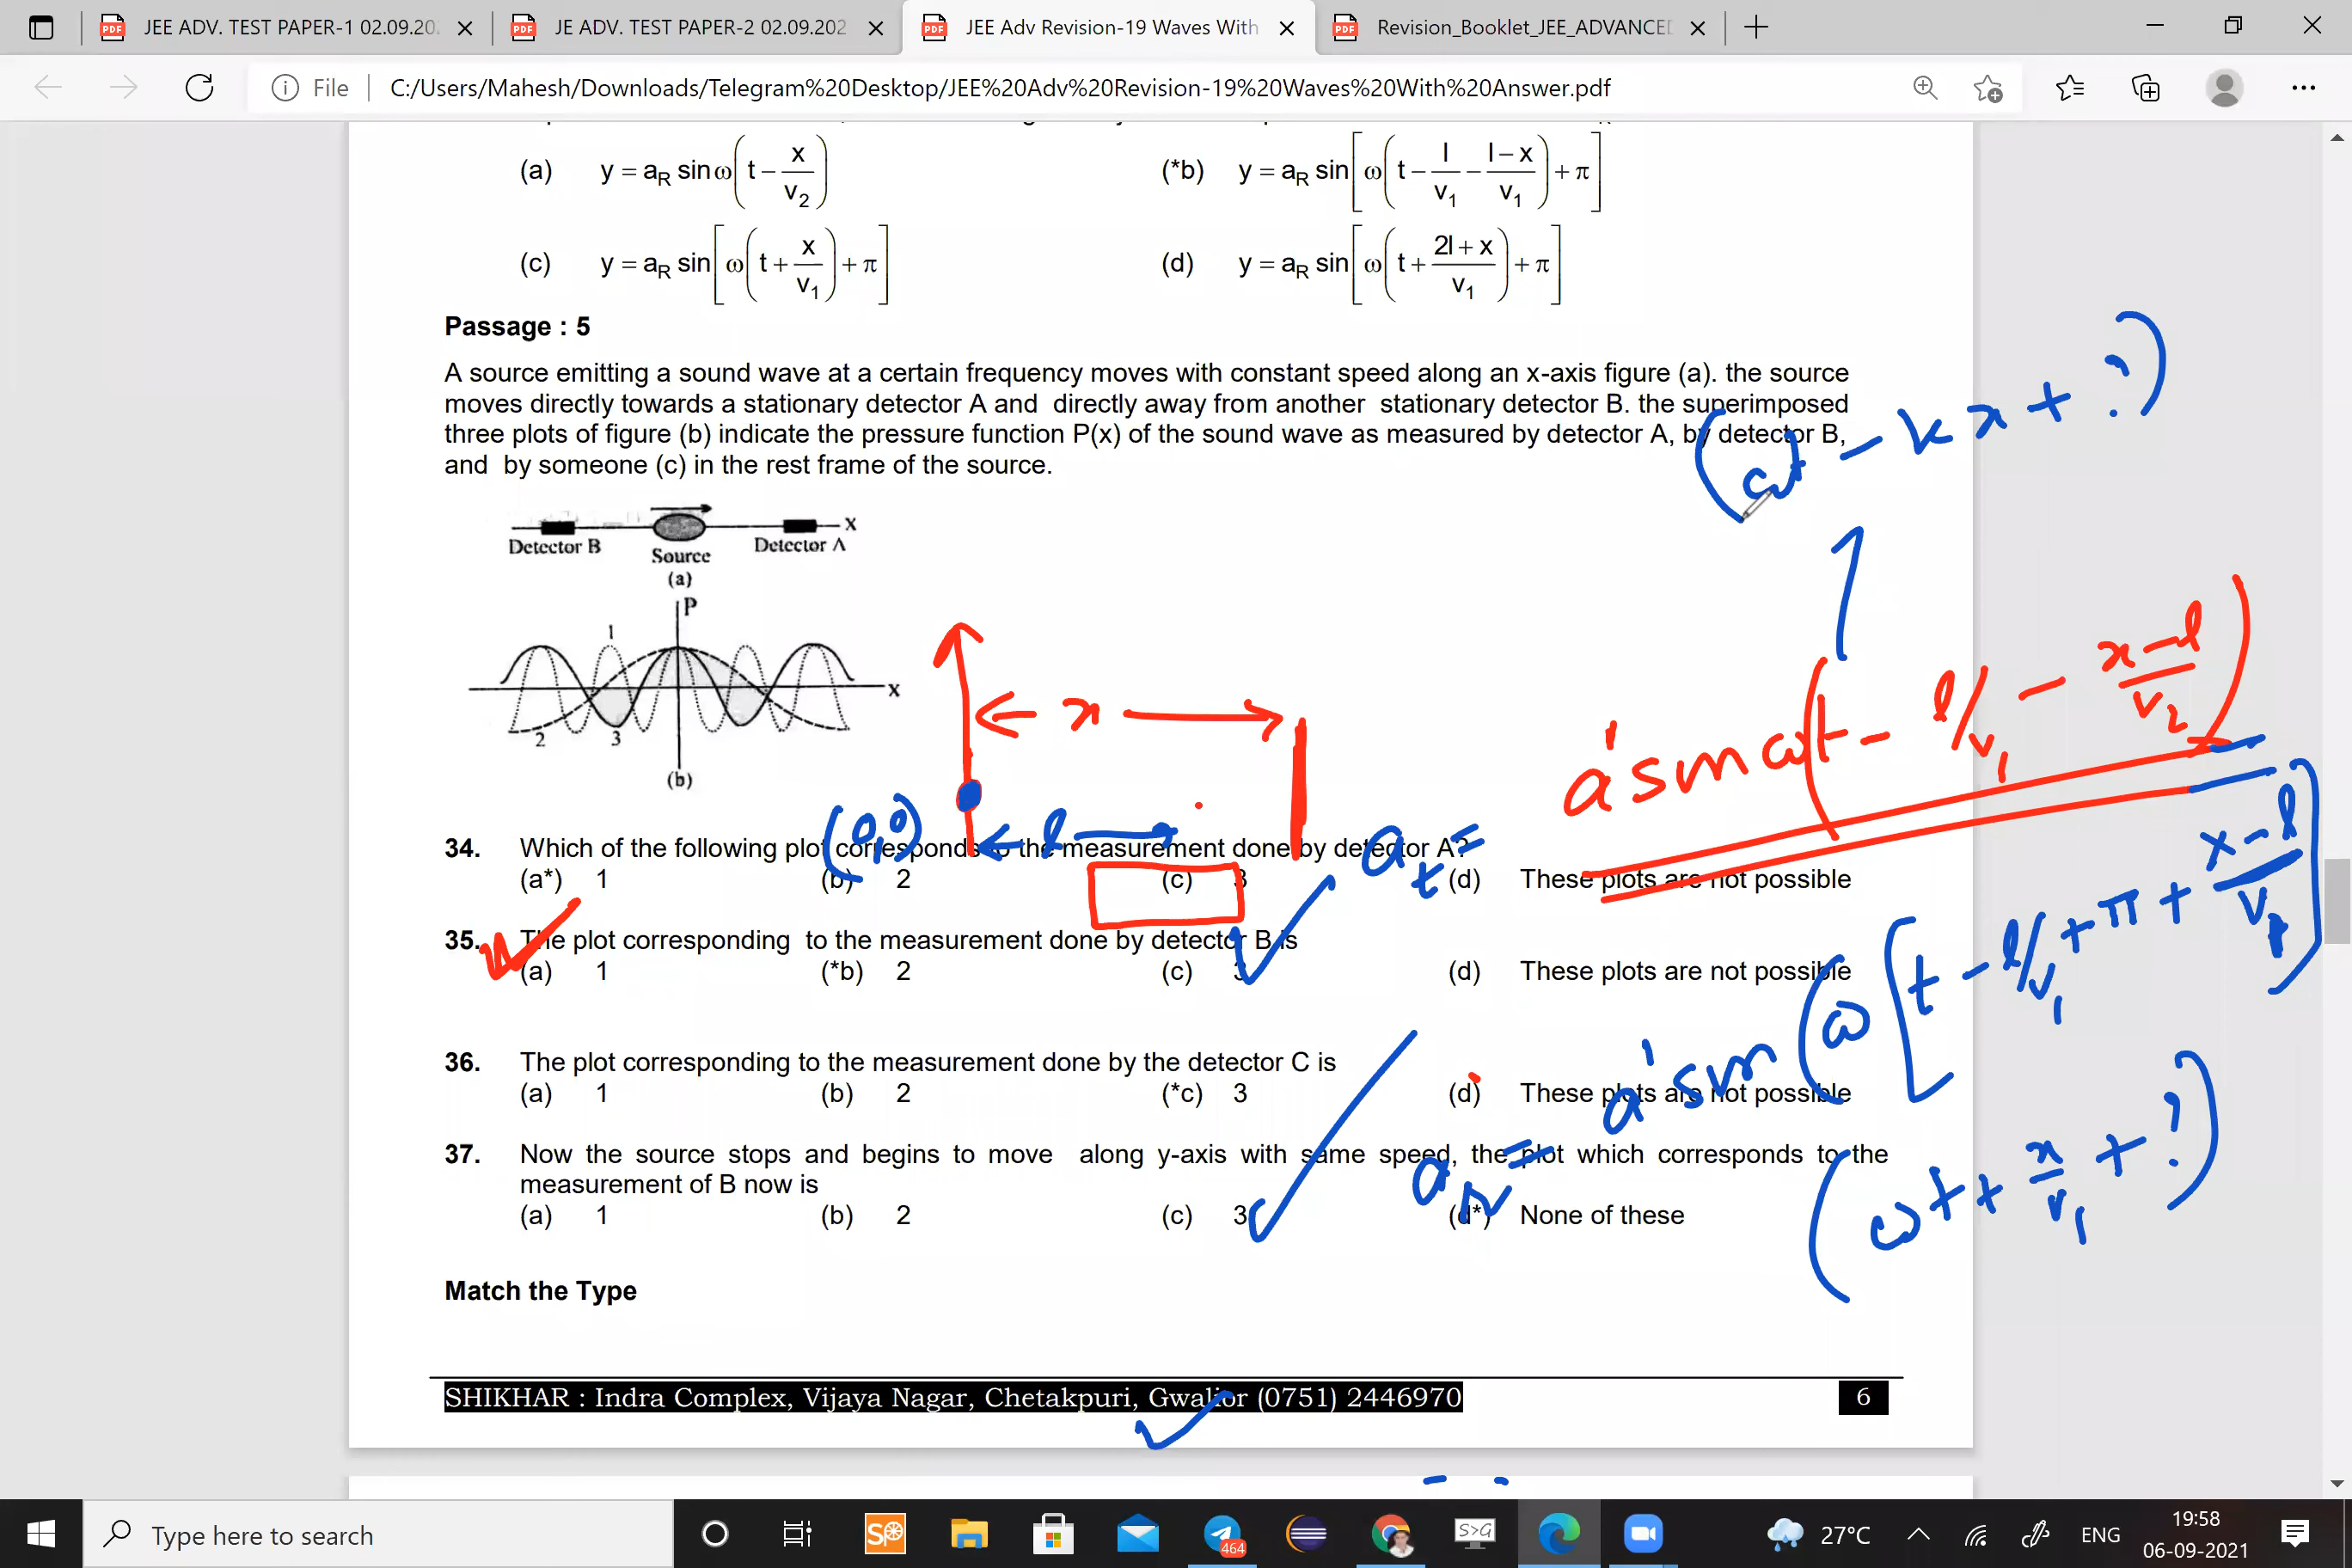 JEE ADV. TEST PAPER-1 02.09.20
JE ADV. TEST PAPER-2 02.09.202
JEE Adv Revision-19 Waves With
Revision_Booklet_JEE_ADVANCED
File
C:/Users/Mahesh/Downloads/Telegram%20Desktop/JEE%20Adv%20Revision-19%20Waves%20With%20Answer.pdf
(a) y = a_R sin ω(t − x/v₂)
(*b) y = a_R sin[ω(t − l/v₁ − (l−x)/v₁) + π]
(c) y = a_R sin[ω(t + x/v₁) + π]
(d) y = a_R sin[ω(t + (2l + x)/v₁) + π]
Passage : 5
A source emitting a sound wave at a certain frequency moves with constant speed along an x-axis figure (a). the source
moves directly towards a stationary detector A and directly away from another stationary detector B. the superimposed
three plots of figure (b) indicate the pressure function P(x) of the sound wave as measured by detector A, by detector B,
and by someone (c) in the rest frame of the source.
(ωt − kx + ?)
Detector B
Source
Detector A
X
(a)
P
1
2
3
X
(b)
x
l
(0,0)
a_t =
a' sin ω(t − l/v₁ − (x−l)/v₂)
34. Which of the following plot corresponds to the measurement done by detector A?
(a*) 1 (b) 2 (c) 3 (d) These plots are not possible
35. The plot corresponding to the measurement done by detector B is
(a) 1 (*b) 2 (c) 3 (d) These plots are not possible
36. The plot corresponding to the measurement done by the detector C is
(a) 1 (b) 2 (*c) 3 (d) These plots are not possible
a' sin(ω[t − l/v₁ + π + (x−l)/v₁]
37. Now the source stops and begins to move along y-axis with same speed, the plot which corresponds to the
measurement of B now is
(a) 1 (b) 2 (c) 3 (d*) None of these
(ωt + x/v₁ + ?)
Match the Type
SHIKHAR : Indra Complex, Vijaya Nagar, Chetakpuri, Gwalior (0751) 2446970
6
Type here to search
464
S>G
27°C
ENG
19:58
06-09-2021